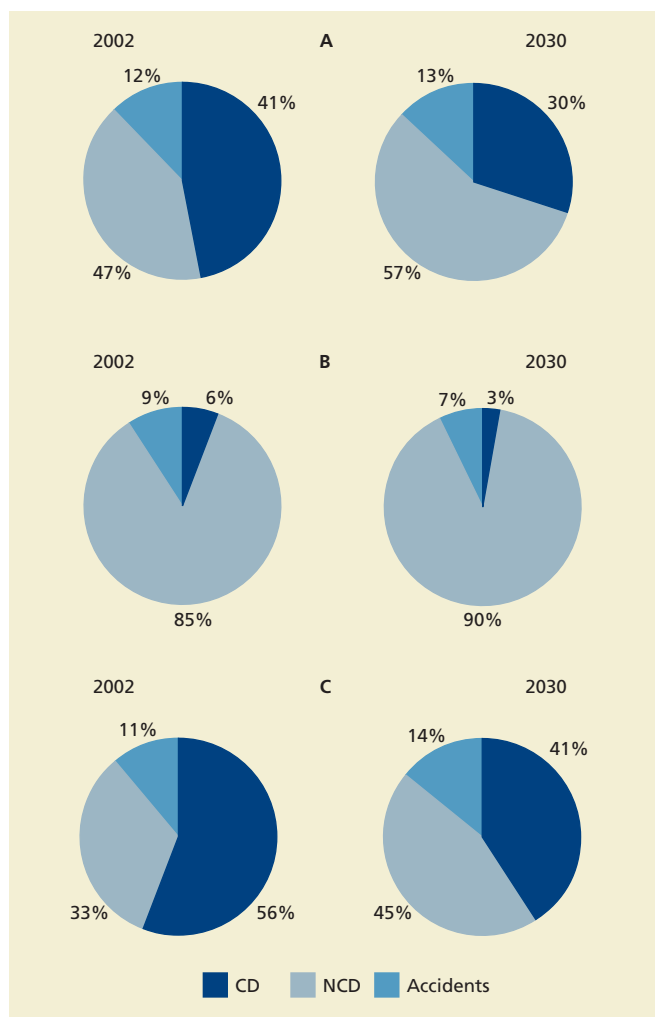 2002 A 2030
12% 41% 13% 30%
47% 57%
2002 B 2030
9% 6% 7% 3%
85% 90%
2002 C 2030
11% 14% 41%
33% 56% 45%
CD NCD Accidents